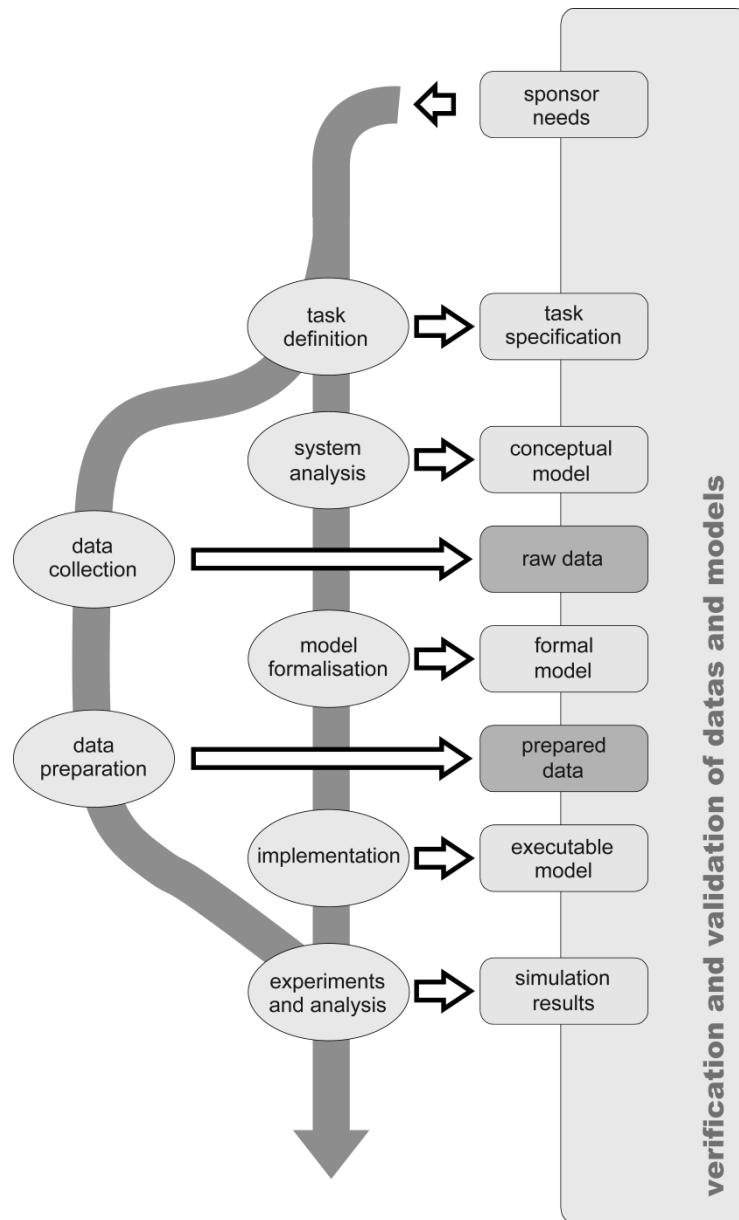 sponsor
needs
task
definition
task
specification
system
analysis
conceptual
model
data
collection
raw data
model
formalisation
formal
model
data
preparation
prepared
data
implementation
executable
model
experiments
and analysis
simulation
results
verification and validation of datas and models